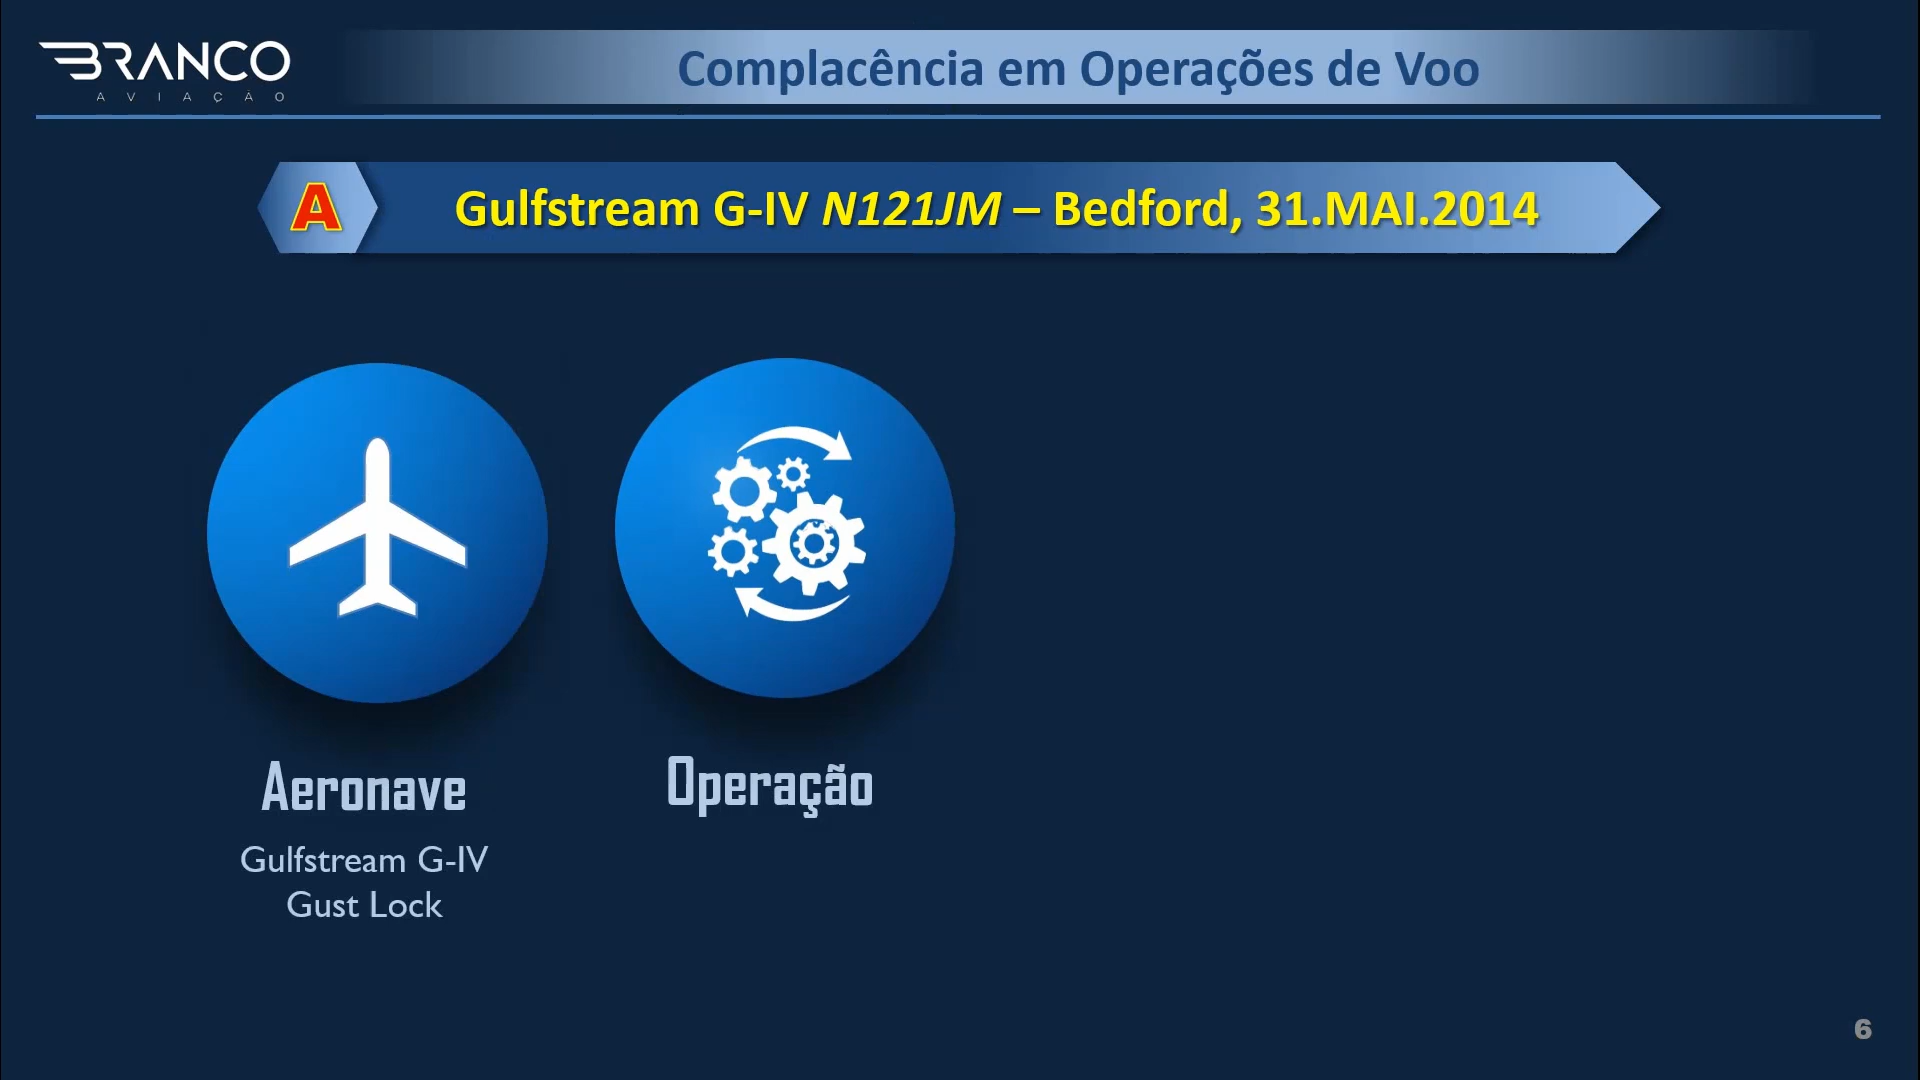 BRANCO
AVIAÇÃO
Complacência em Operações de Voo
A
Gulfstream G-IV N121JM – Bedford, 31.MAI.2014
Aeronave
Gulfstream G-IV
Gust Lock
Operação
6